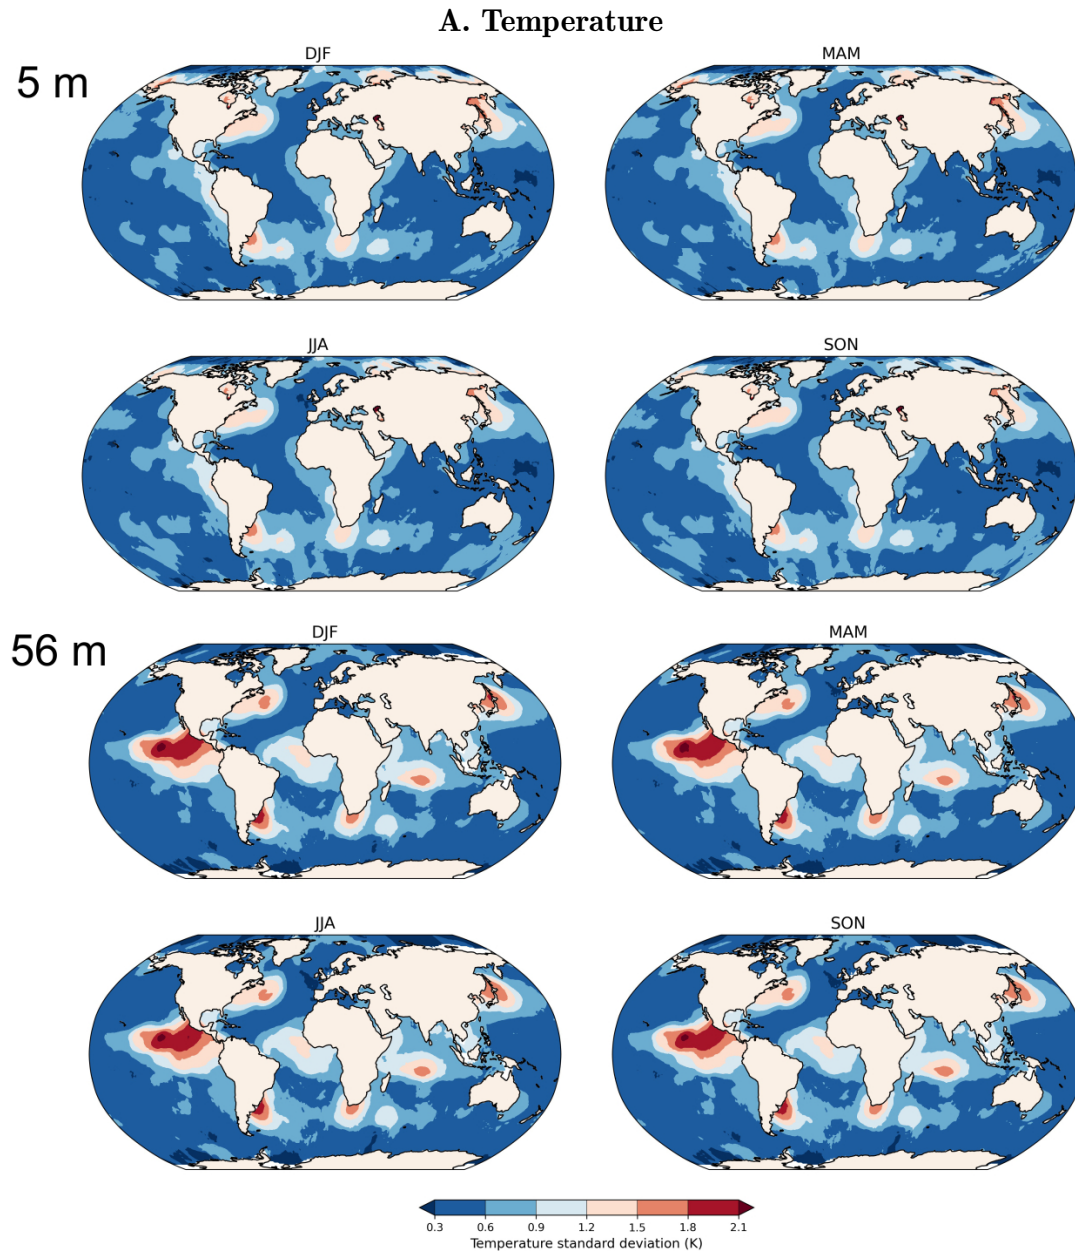 A. Temperature
5 m
DJF
MAM
JJA
SON
56 m
DJF
MAM
JJA
SON
0.3 0.6 0.9 1.2 1.5 1.8 2.1
Temperature standard deviation (K)